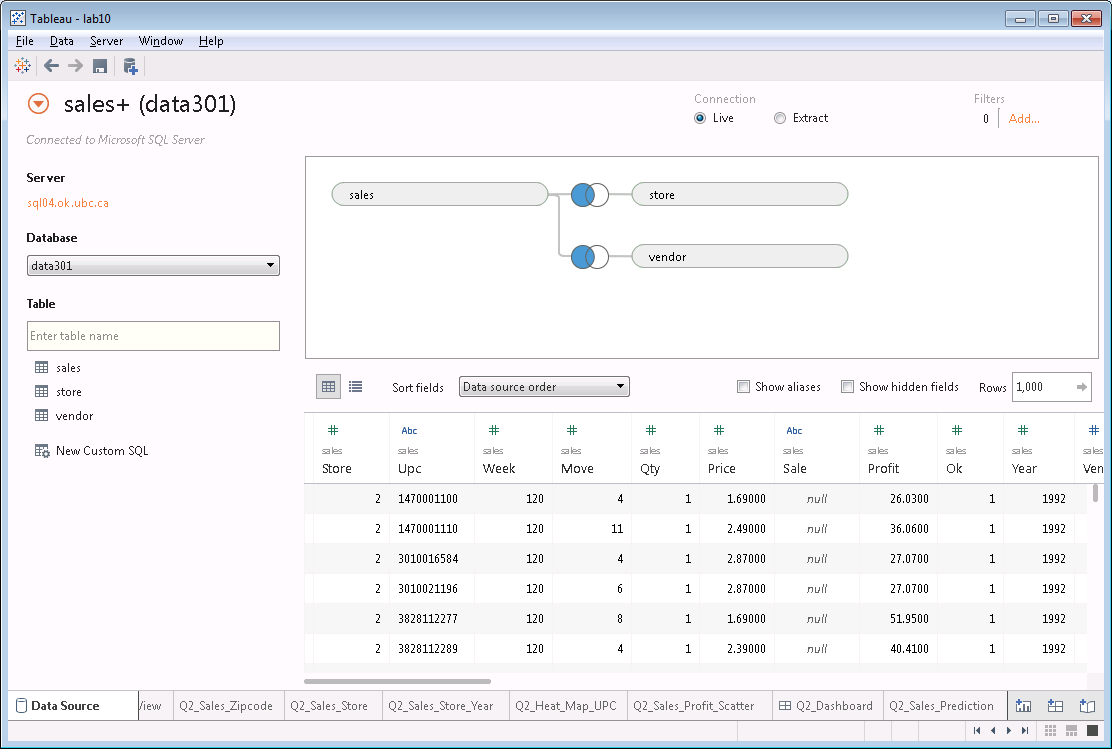 Tableau - lab10
File Data Server Window Help
sales+ (data301)
Connected to Microsoft SQL Server
Connection
Live Extract
Filters
0 Add...
Server
sql04.ok.ubc.ca
Database
data301
Table
Enter table name
sales
store
vendor
New Custom SQL
sales store
vendor
Sort fields Data source order Show aliases Show hidden fields Rows 1,000
# Abc # # # # Abc # # # #
sales sales sales sales sales sales sales sales sales sales sales
Store Upc Week Move Qty Price Sale Profit Ok Year Ven
2 1470001100 120 4 1 1.69000 null 26.0300 1 1992
2 1470001110 120 11 1 2.49000 null 36.0600 1 1992
2 3010016584 120 4 1 2.87000 null 27.0700 1 1992
2 3010021196 120 6 1 2.87000 null 27.0700 1 1992
2 3828112277 120 8 1 1.69000 null 51.9500 1 1992
2 3828112289 120 4 1 2.39000 null 40.4100 1 1992
Data Source View Q2_Sales_Zipcode Q2_Sales_Store Q2_Sales_Store_Year Q2_Heat_Map_UPC Q2_Sales_Profit_Scatter Q2_Dashboard Q2_Sales_Prediction